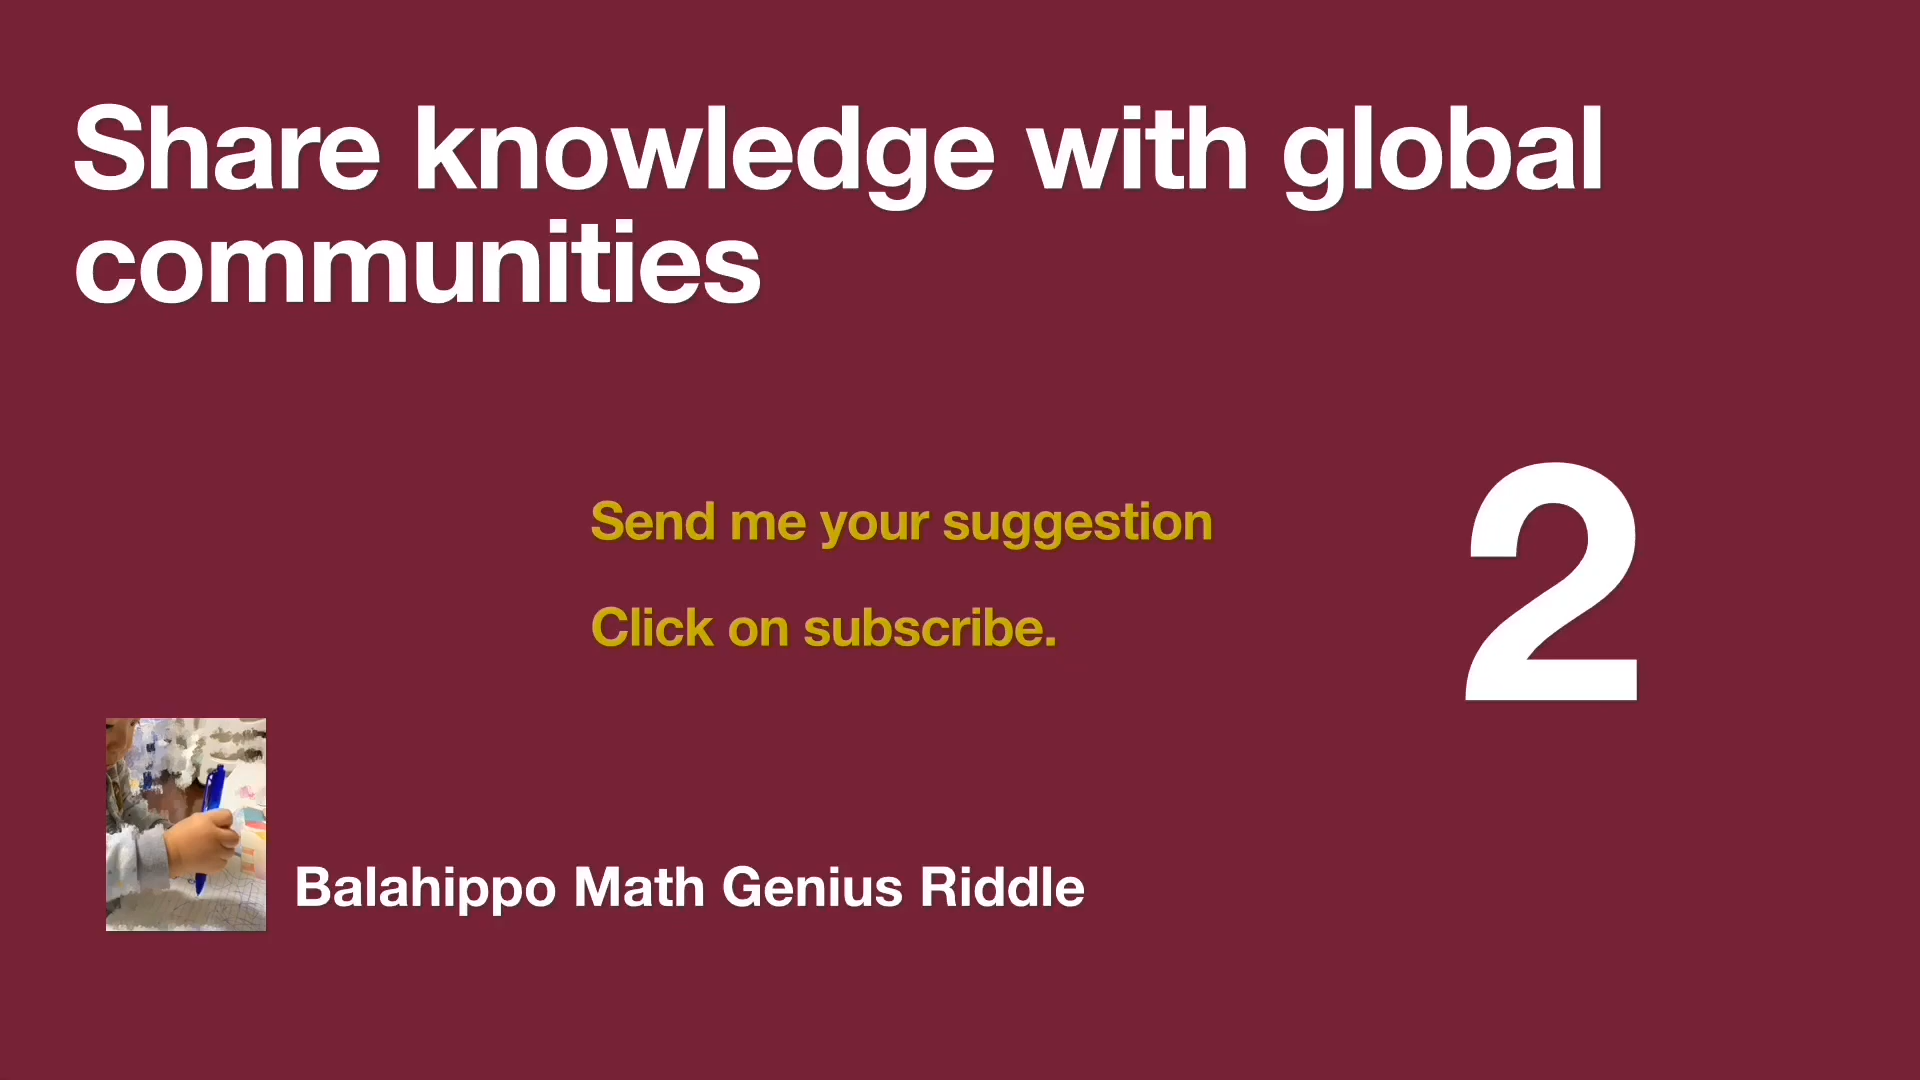 Share knowledge with global
communities
Send me your suggestion
2
Click on subscribe.
Balahippo Math Genius Riddle